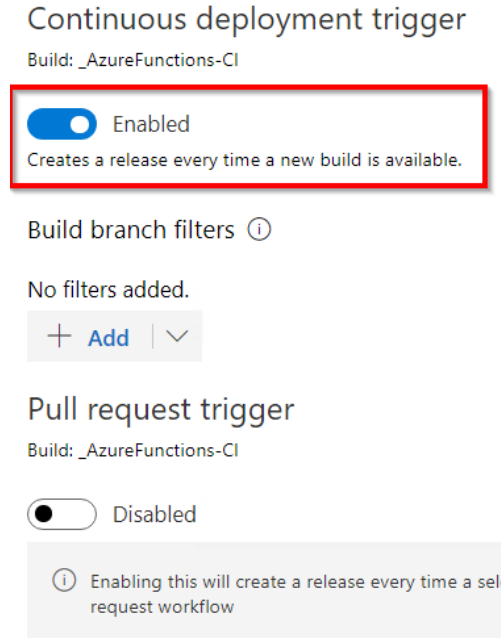 Continuous deployment trigger
Build: _AzureFunctions-CI
Enabled
Creates a release every time a new build is available.
Build branch filters
No filters added.
+ Add
Pull request trigger
Build: _AzureFunctions-CI
Disabled
Enabling this will create a release every time a
request workflow